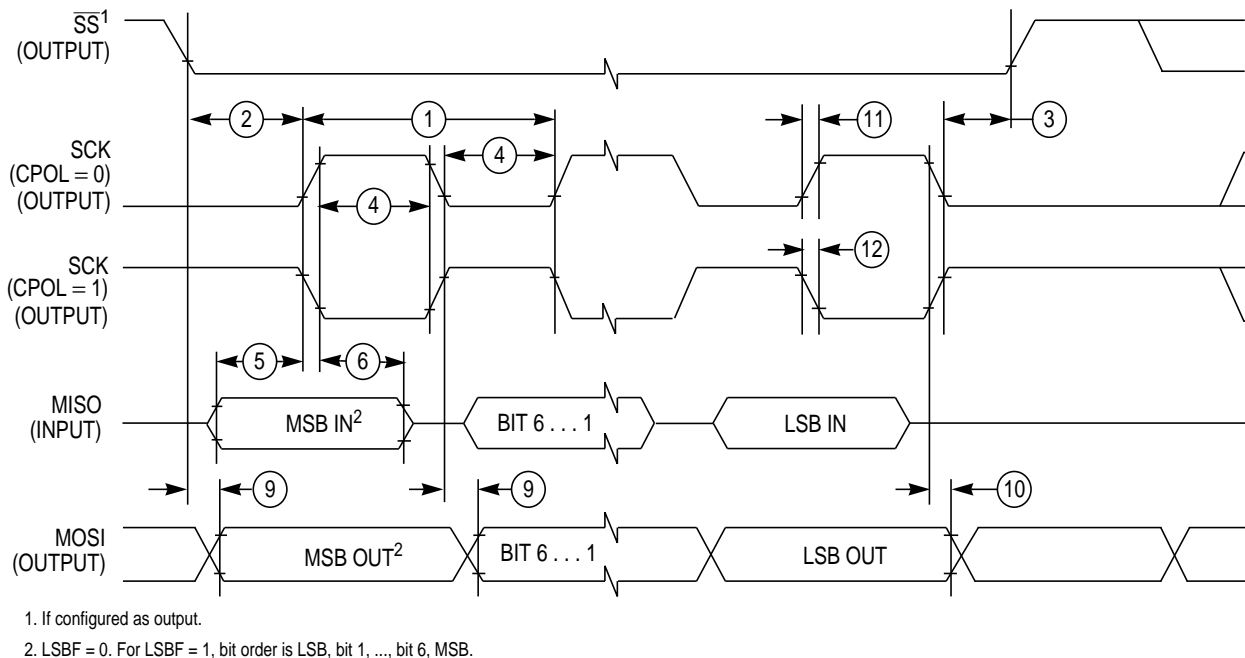 SS¹
(OUTPUT)
2
1
11
3
SCK
(CPOL = 0)
(OUTPUT)
4
4
12
SCK
(CPOL = 1)
(OUTPUT)
5
6
MISO
(INPUT)
MSB IN²
BIT 6 . . . 1
LSB IN
9
9
10
MOSI
(OUTPUT)
MSB OUT²
BIT 6 . . . 1
LSB OUT
1. If configured as output.
2. LSBF = 0. For LSBF = 1, bit order is LSB, bit 1, ..., bit 6, MSB.